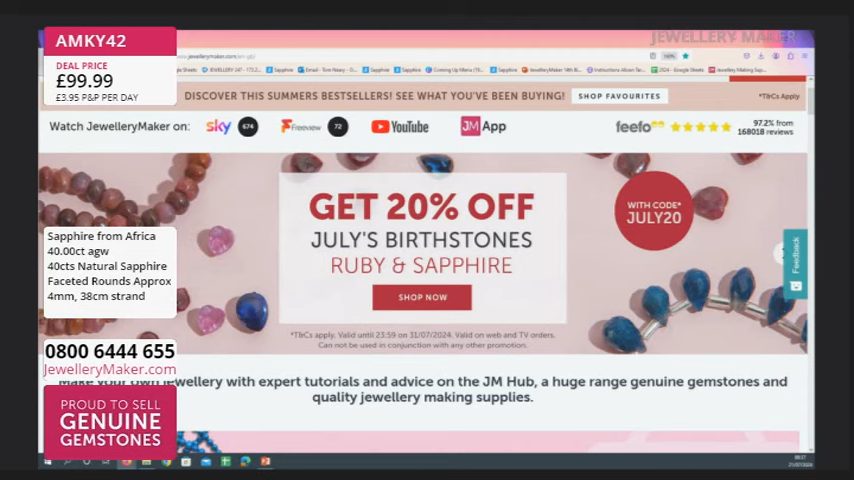 JEWELLERY MAKER
AMKY42
DEAL PRICE
£99.99
£3.95 P&P PER DAY
DISCOVER THIS SUMMERS BESTSELLERS! SEE WHAT YOU'VE BEEN BUYING!
SHOP FAVOURITES
*T&Cs Apply
Watch JewelleryMaker on:
sky 674
Freeview 72
YouTube
JM App
feefo
97.2% from
168018 reviews
GET 20% OFF
JULY'S BIRTHSTONES
RUBY & SAPPHIRE
SHOP NOW
*T&Cs apply. Valid until 23:59 on 31/07/2024. Valid on web and TV orders.
Can not be used in conjunction with any other promotion.
WITH CODE*
JULY20
Feedback
Sapphire from Africa
40.00ct agw
40cts Natural Sapphire
Faceted Rounds Approx
4mm, 38cm strand
0800 6444 655
JewelleryMaker.com
PROUD TO SELL
GENUINE
GEMSTONES
Make your own jewellery with expert tutorials and advice on the JM Hub, a huge range genuine gemstones and
quality jewellery making supplies.